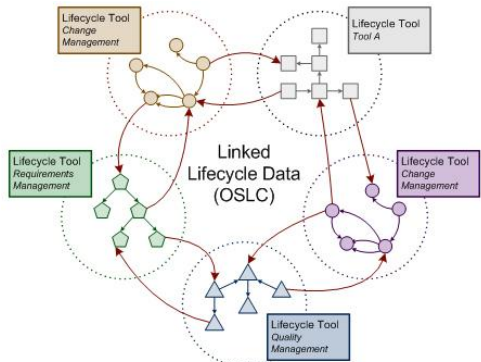 Lifecycle Tool
Change
Management
Lifecycle Tool
Tool A
Linked
Lifecycle Data
(OSLC)
Lifecycle Tool
Requirements
Management
Lifecycle Tool
Change
Management
Lifecycle Tool
Quality
Management